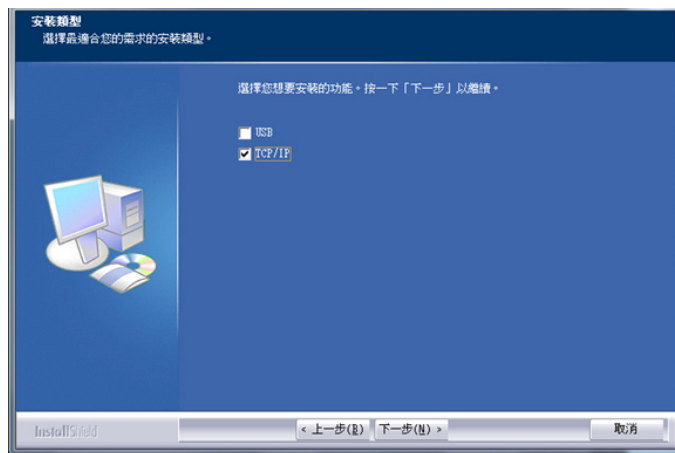 安裝類型
選擇最適合您的需求的安裝類型。
選擇您想要安裝的功能。按一下「下一步」以繼續。
USB
TCP/IP
InstallShield
< 上一步(B) 下一步(N) > 取消